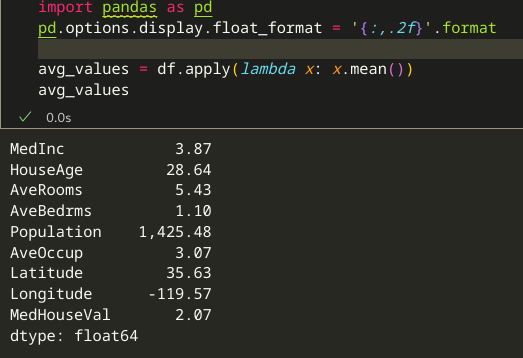 import pandas as pd
pd.options.display.float_format = '{:,.2f}'.format
avg_values = df.apply(lambda x: x.mean())
avg_values
0.0s
MedInc 3.87
HouseAge 28.64
AveRooms 5.43
AveBedrms 1.10
Population 1,425.48
AveOccup 3.07
Latitude 35.63
Longitude -119.57
MedHouseVal 2.07
dtype: float64